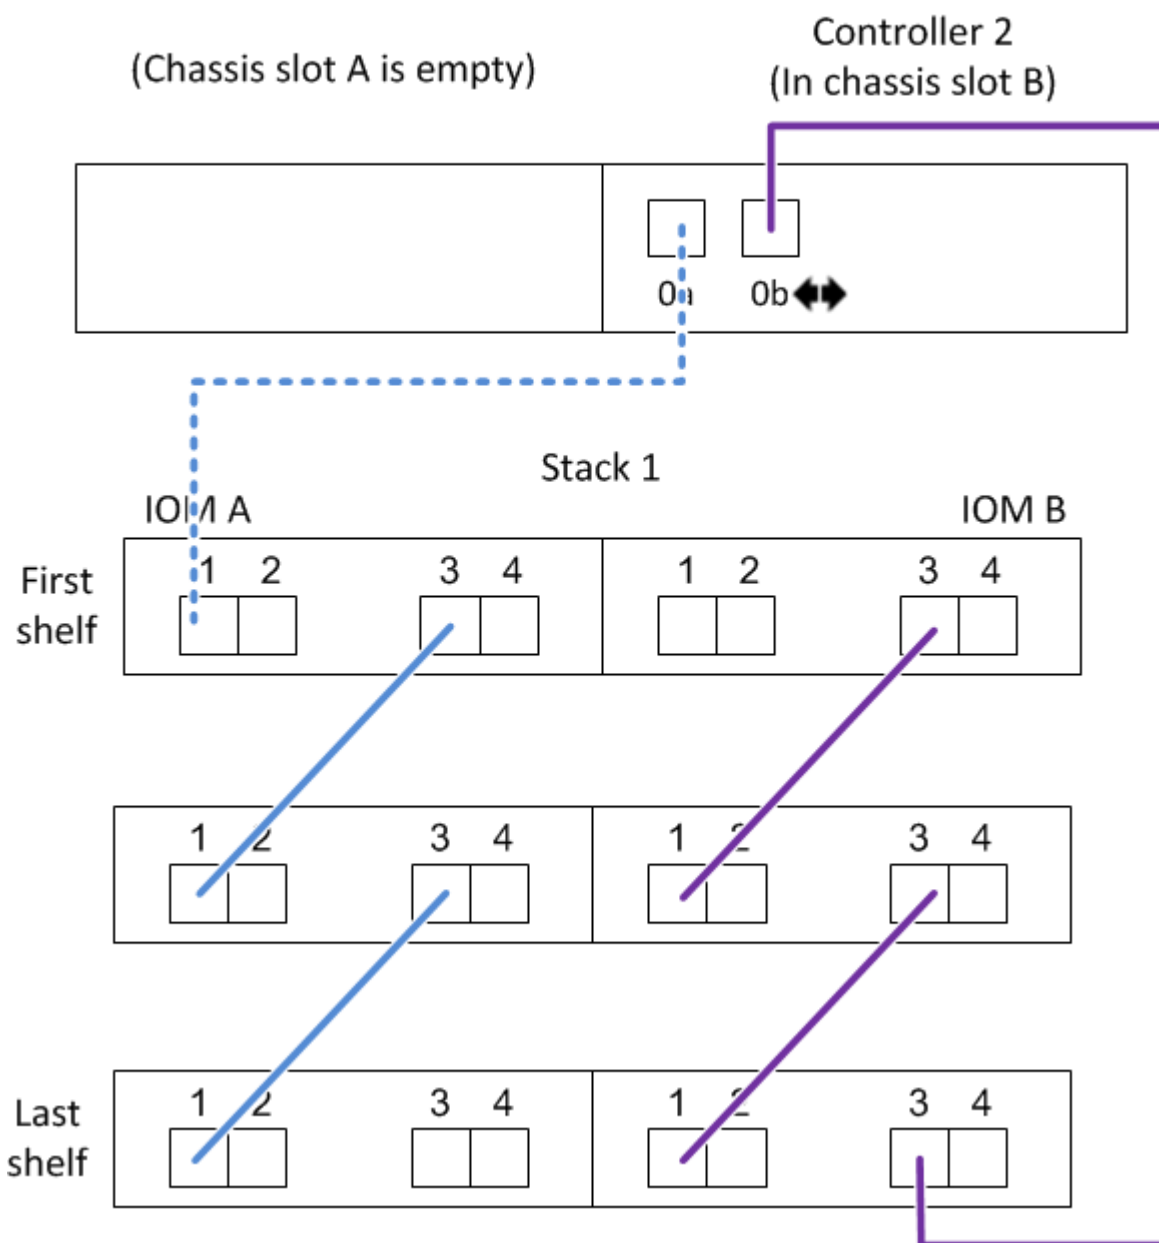 (Chassis slot A is empty)
Controller 2
(In chassis slot B)
0a
0b
Stack 1
IOM A
IOM B
First
shelf
1 2 3 4 1 2 3 4
1 2 3 4 1 2 3 4
Last
shelf
1 2 3 4 1 2 3 4